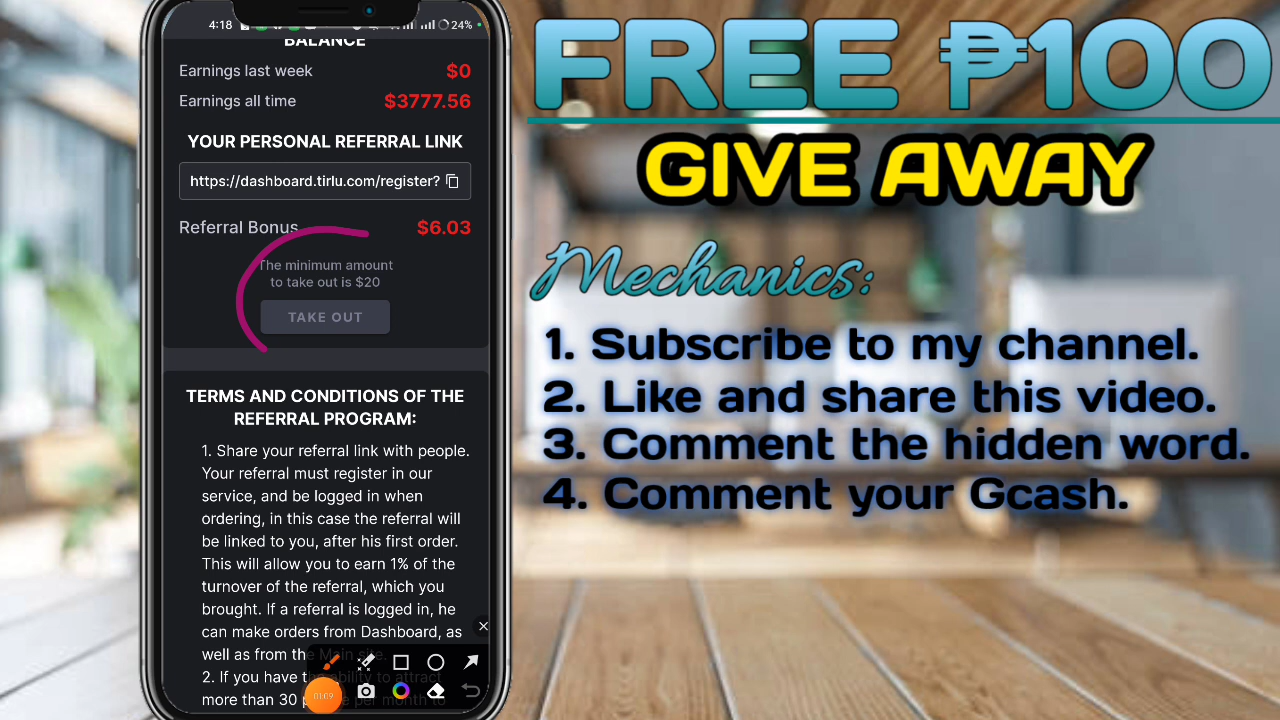 4:18
24%
BALANCE
Earnings last week $0
Earnings all time $3777.56
YOUR PERSONAL REFERRAL LINK
https://dashboard.tirlu.com/register?
Referral Bonus $6.03
The minimum amount
to take out is $20
TAKE OUT
TERMS AND CONDITIONS OF THE
REFERRAL PROGRAM:
1. Share your referral link with people.
Your referral must register in our
service, and be logged in when
ordering, in this case the referral will
be linked to you, after his first order.
This will allow you to earn 1% of the
turnover of the referral, which you
brought. If a referral is logged in, he
can make orders from Dashboard, as
well as from the Main site.
2. If you have the ability to attract
more than 30 per month to
01:09
FREE ₱100
GIVE AWAY
Mechanics:
1. Subscribe to my channel.
2. Like and share this video.
3. Comment the hidden word.
4. Comment your Gcash.